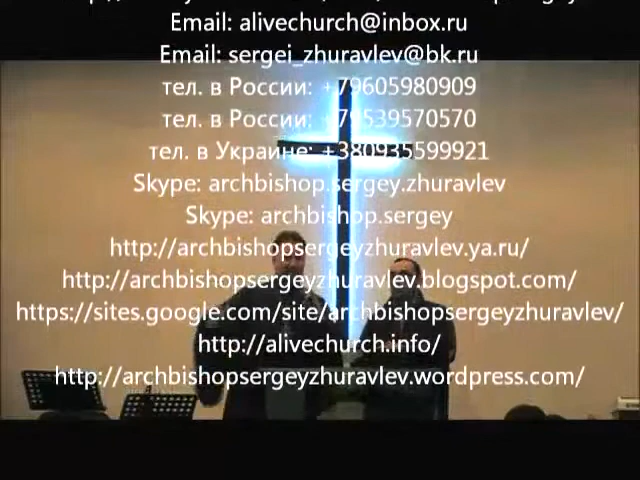 Email: alivechurch@inbox.ru
Email: sergei_zhuravlev@bk.ru
тел. в России: +79605980909
тел. в России: +79539570570
тел. в Украине: +380935599921
Skype: archbishop.sergey.zhuravlev
Skype: archbishop.sergey
http://archbishopsergeyzhuravlev.ya.ru/
http://archbishopsergeyzhuravlev.blogspot.com/
https://sites.google.com/site/archbishopsergeyzhuravlev/
http://alivechurch.info/
http://archbishopsergeyzhuravlev.wordpress.com/